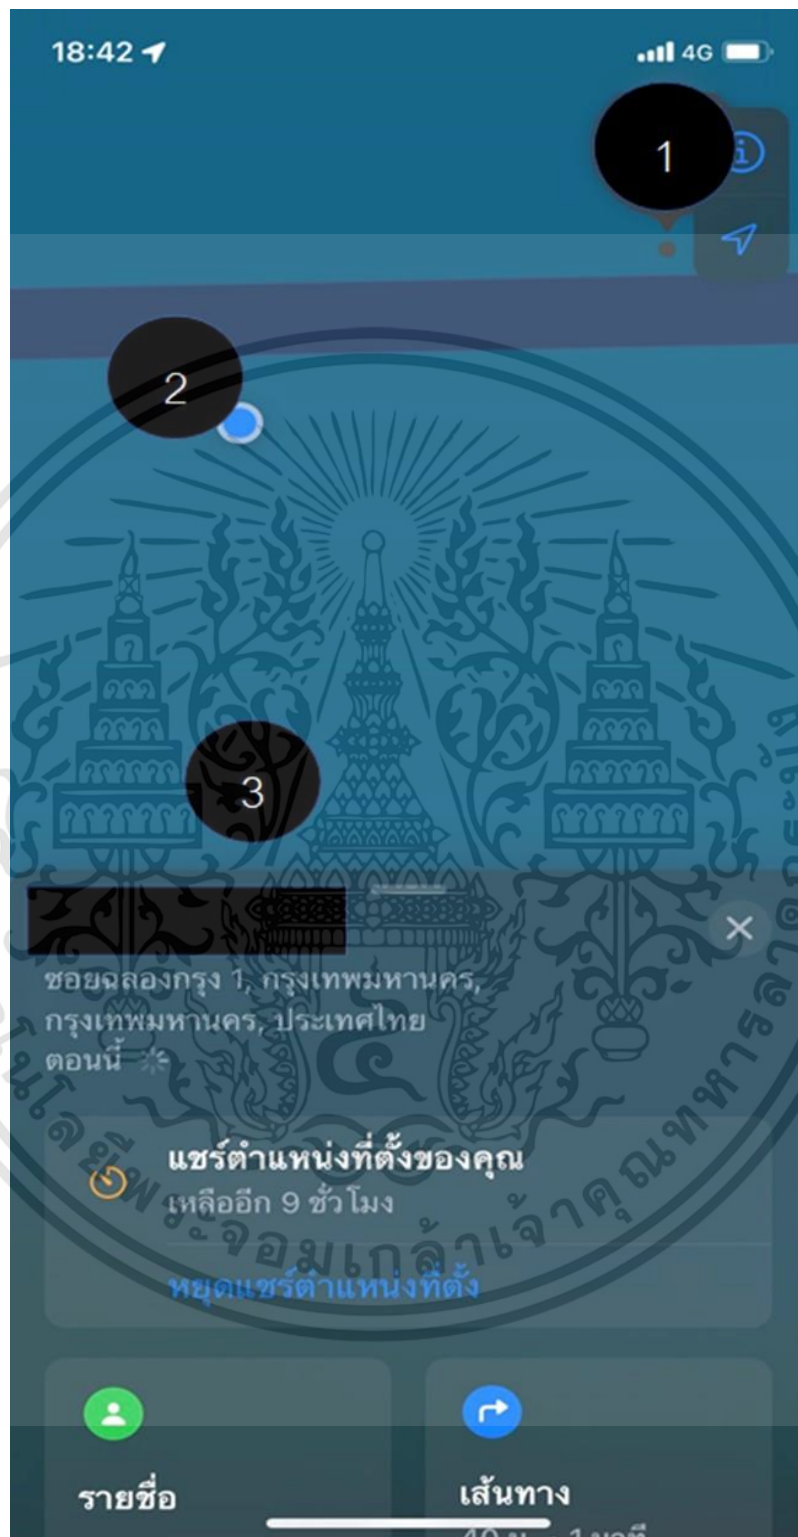 18:42
4G
1
2
3
ซอยฉลองกรุง 1, กรุงเทพมหานคร,
กรุงเทพมหานคร, ประเทศไทย
ตอนนี้
แชร์ตำแหน่งที่ตั้งของคุณ
เหลืออีก 9 ชั่วโมง
หยุดแชร์ตำแหน่งที่ตั้ง
รายชื่อ
เส้นทาง